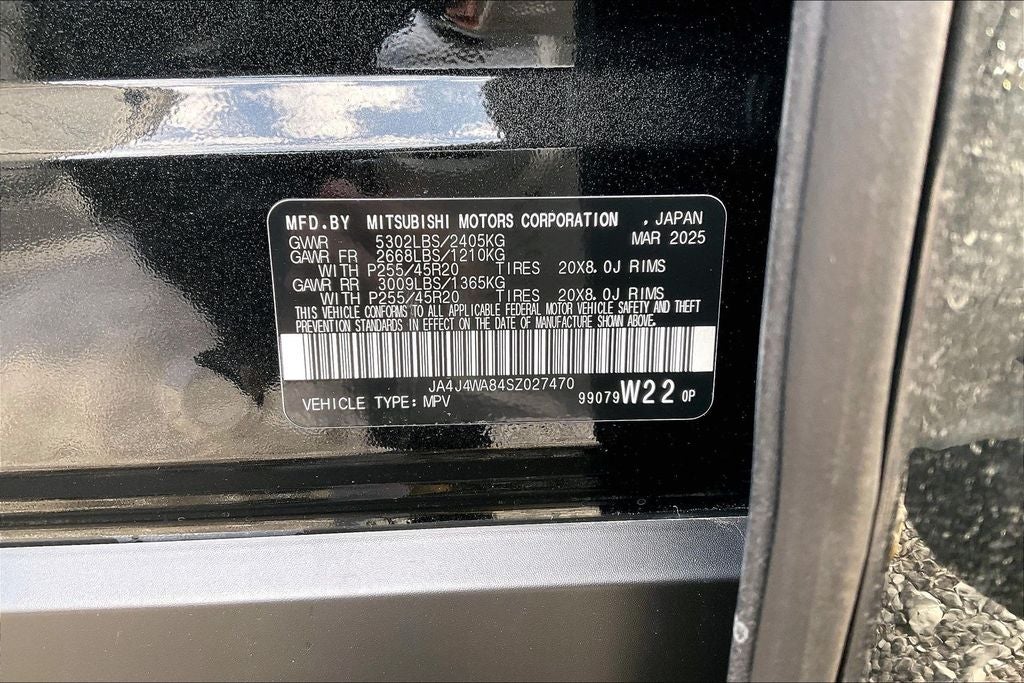 MFD.BY MITSUBISHI MOTORS CORPORATION , JAPAN
GVWR 5302LBS/2405KG MAR 2025
GAWR FR 2668LBS/1210KG
WITH P255/45R20 TIRES 20X8.0J RIMS
GAWR RR 3009LBS/1365KG
WITH P255/45R20 TIRES 20X8.0J RIMS
THIS VEHICLE CONFORMS TO ALL APPLICABLE FEDERAL MOTOR VEHICLE SAFETY AND THEFT
PREVENTION STANDARDS IN EFFECT ON THE DATE OF MANUFACTURE SHOWN ABOVE.
JA4J4WA84SZ027470
VEHICLE TYPE: MPV 99079W22 0P